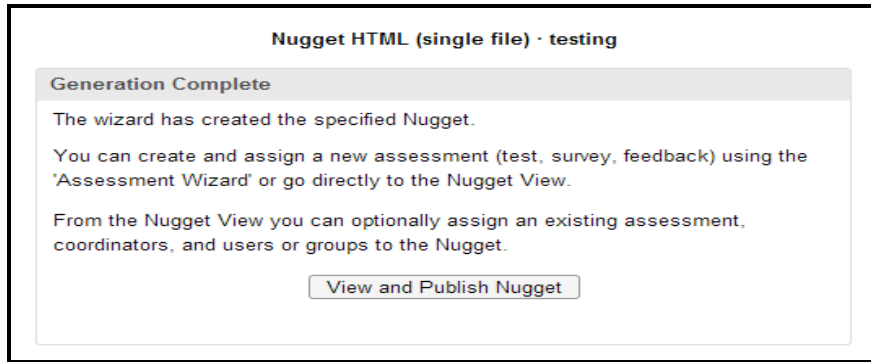 Nugget HTML (single file) · testing
Generation Complete
The wizard has created the specified Nugget.
You can create and assign a new assessment (test, survey, feedback) using the
'Assessment Wizard' or go directly to the Nugget View.
From the Nugget View you can optionally assign an existing assessment,
coordinators, and users or groups to the Nugget.
View and Publish Nugget